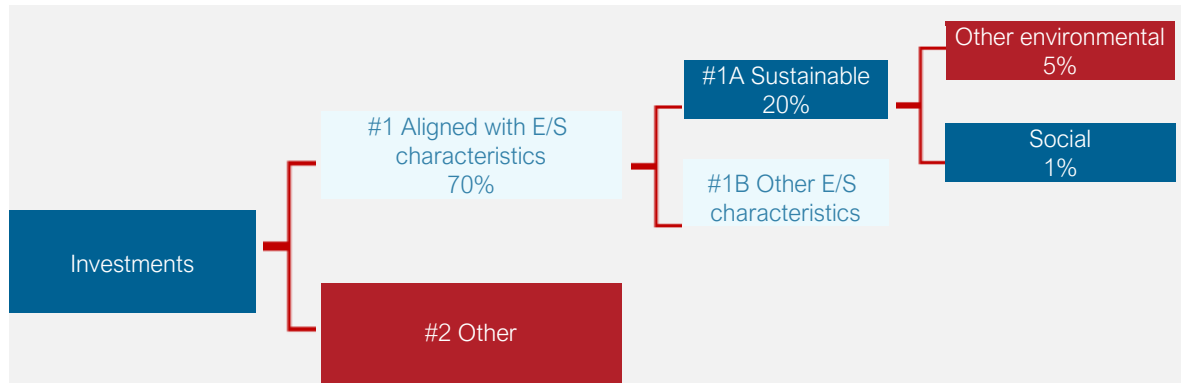 Investments
#1 Aligned with E/S
characteristics
70%
#2 Other
#1A Sustainable
20%
#1B Other E/S
characteristics
Other environmental
5%
Social
1%